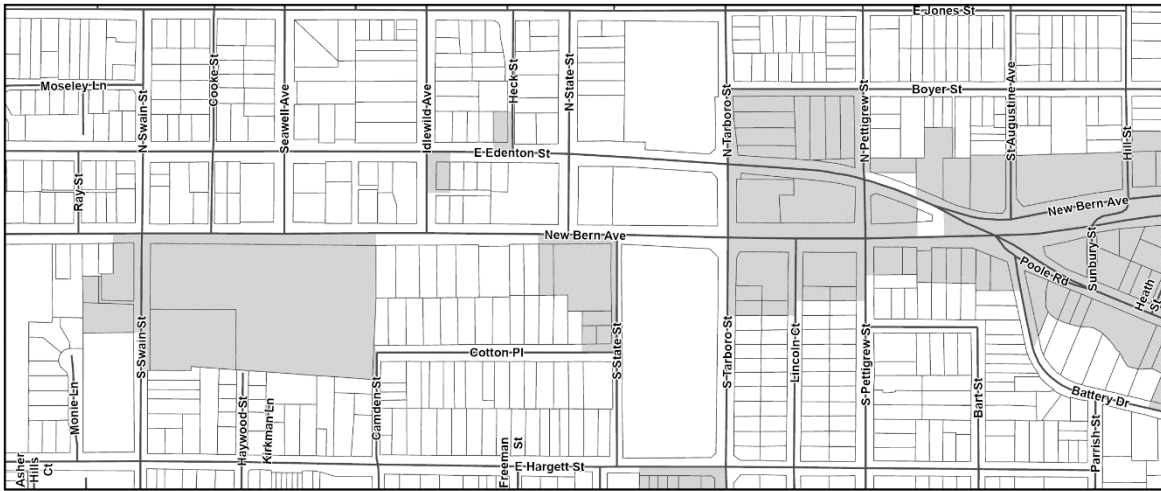 E Jones St
Moseley Ln
Cooke St
Heck St
N State St
Boyer St
N Swain St
Seawell Ave
Idlewild Ave
N Tarboro St
N Pettigrew St
St Augustine Ave
Hill St
E Edenton St
Ray St
New Bern Ave
New Bern Ave
Sunbury St
Poole Rd
Heath St
S Swain St
Cotton Pl
S State St
S Tarboro St
Lincoln Ct
S Pettigrew St
Monie Ln
Haywood St
Kirkman Ln
Camden St
Bart St
Battery Dr
Parrish St
Asher
Hills
Ct
Freeman
St
E Hargett St